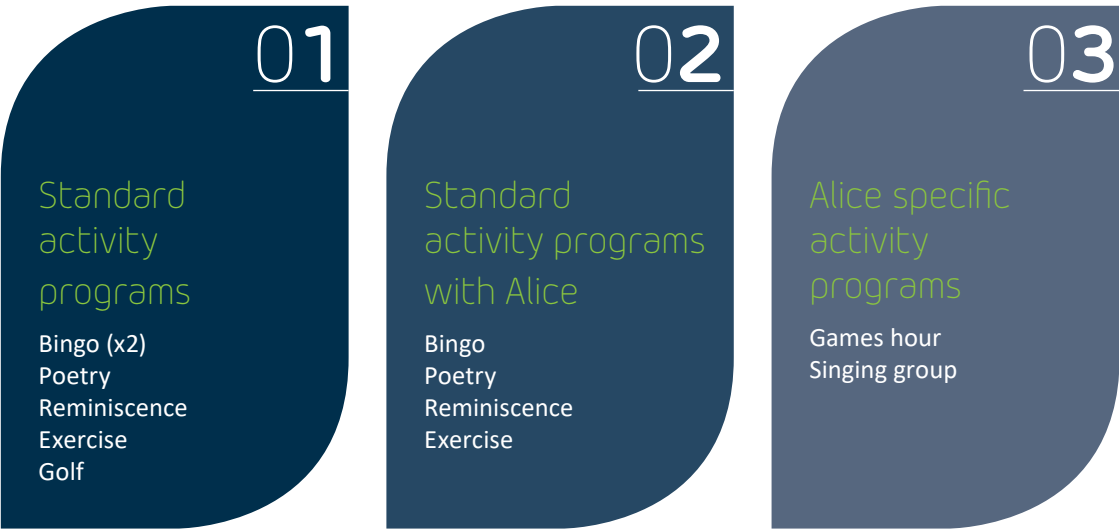 01
Standard
activity
programs
Bingo (x2)
Poetry
Reminiscence
Exercise
Golf
02
Standard
activity programs
with Alice
Bingo
Poetry
Reminiscence
Exercise
03
Alice specific
activity
programs
Games hour
Singing group